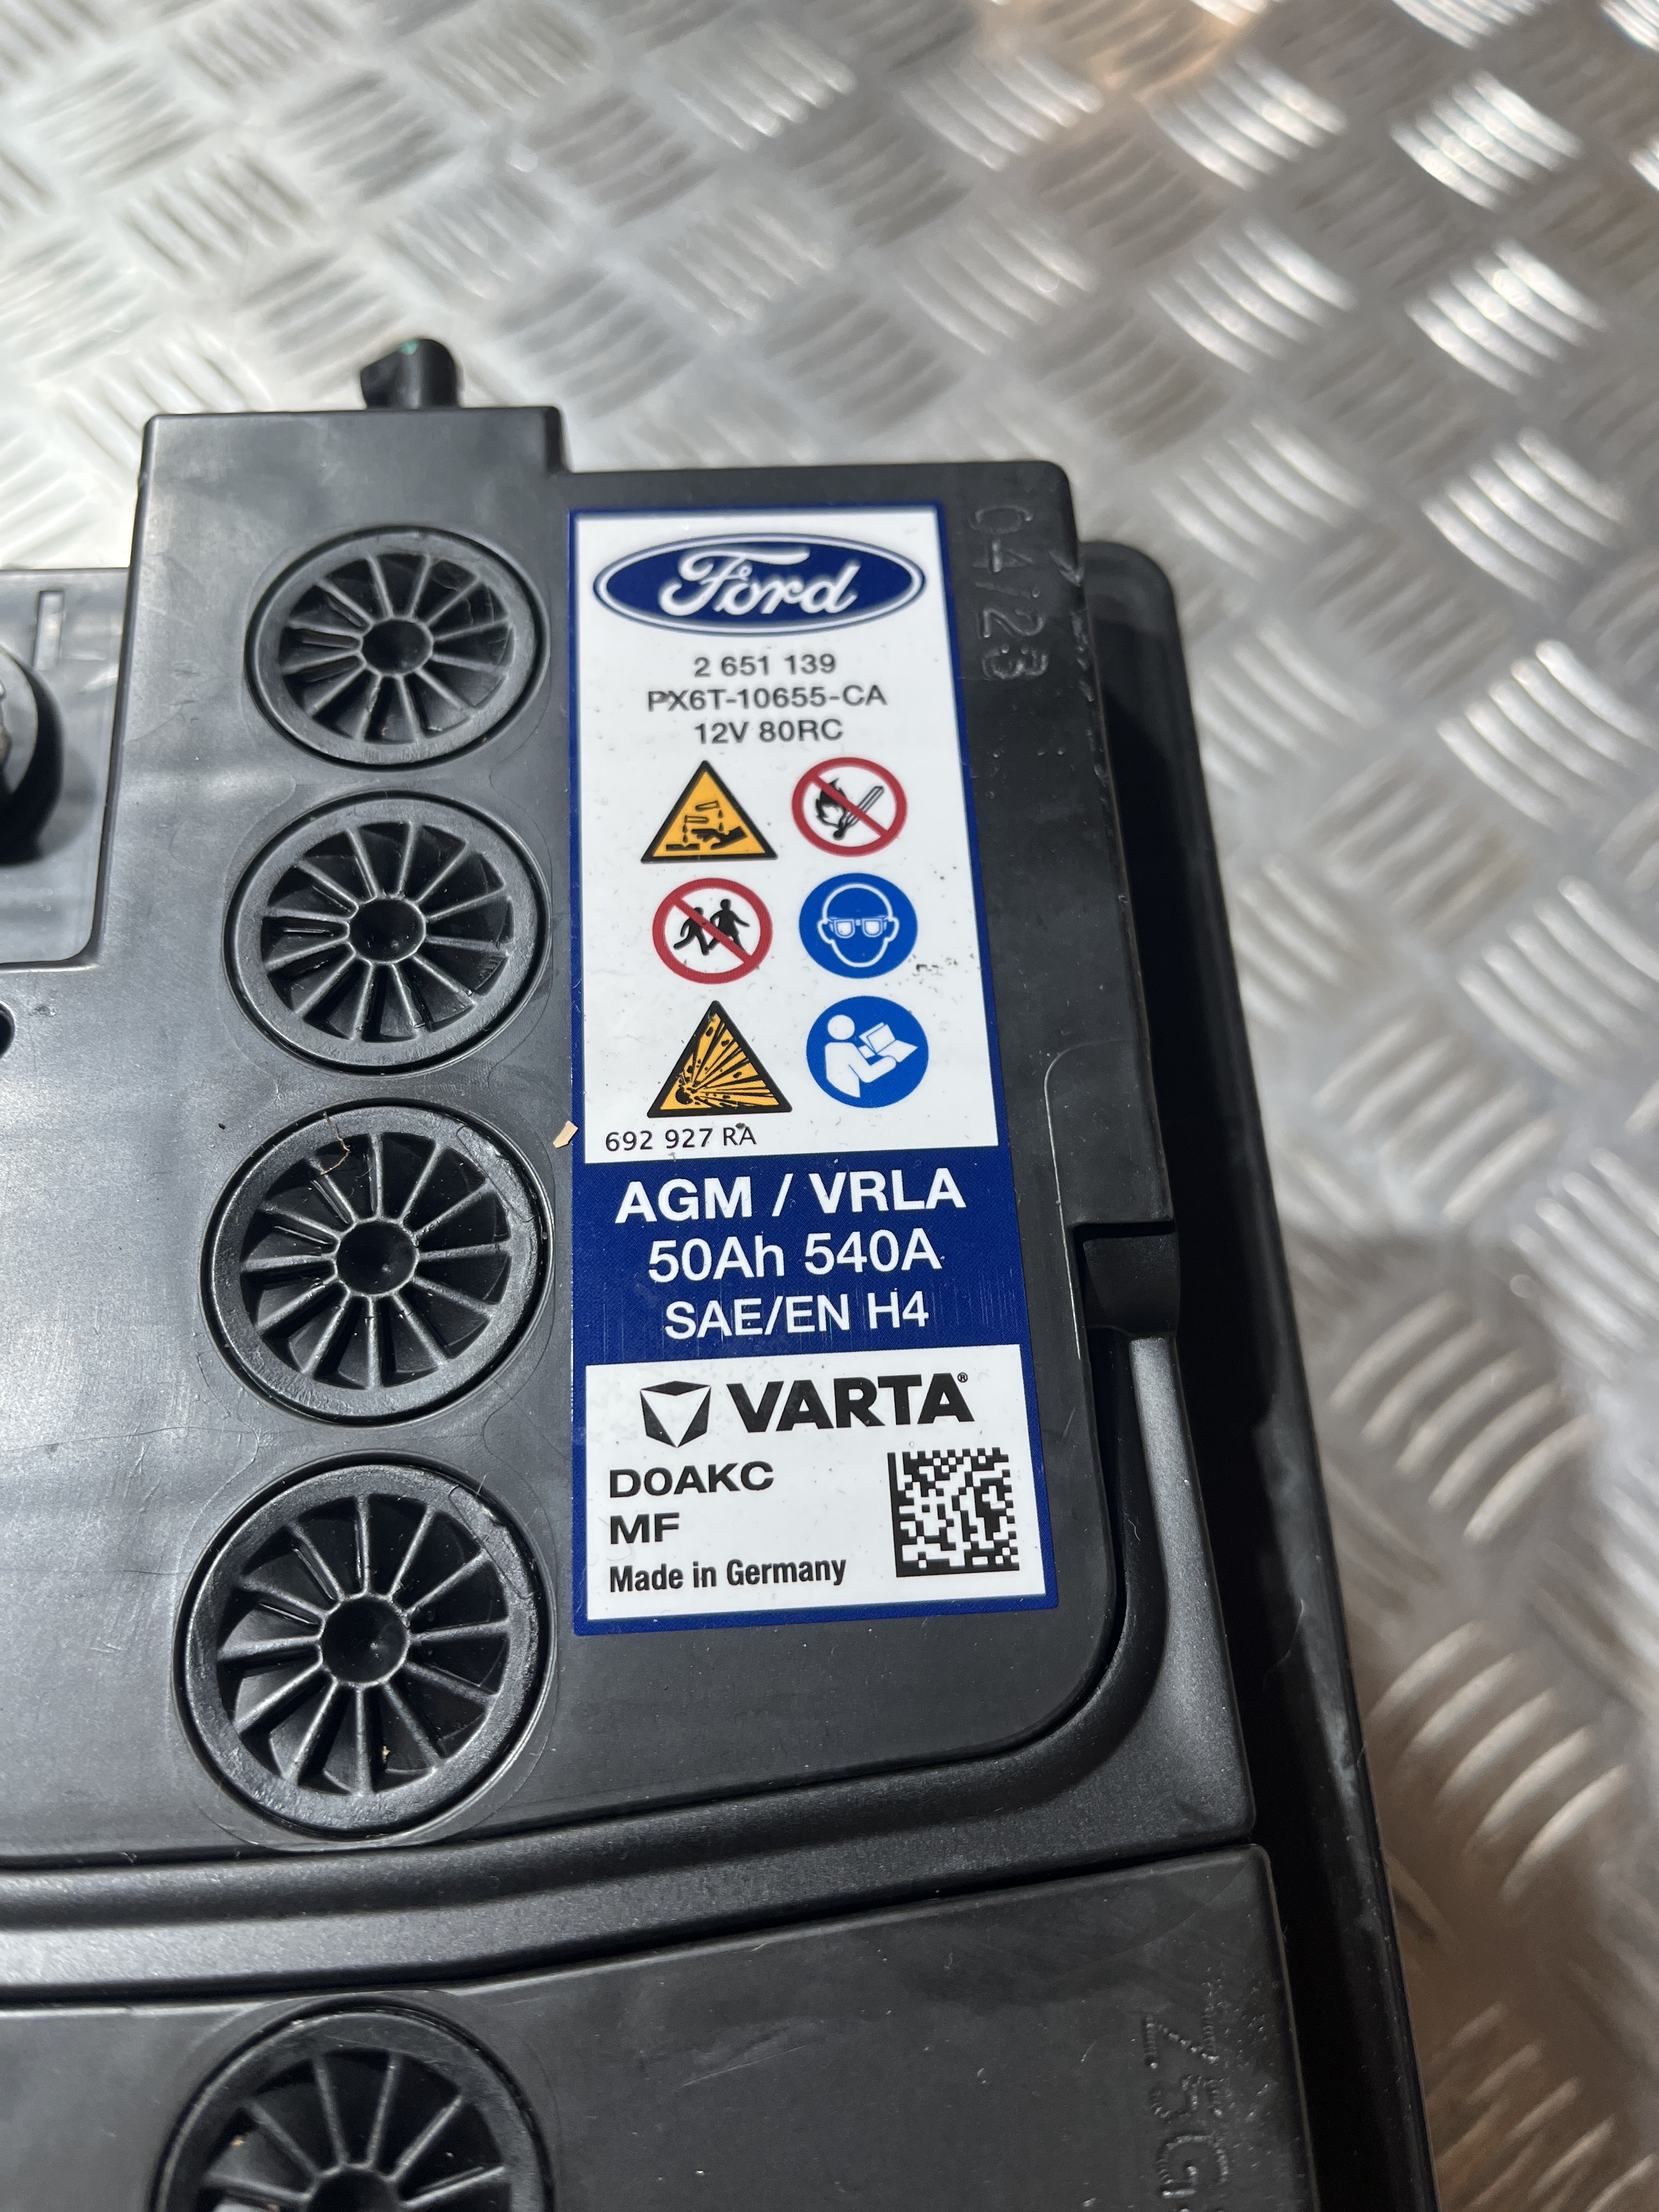 Ford
2 651 139
PX6T-10655-CA
12V 80RC
692 927 RA
AGM / VRLA
50Ah 540A
SAE/EN H4
VARTA®
D0AKC
MF
Made in Germany
04/23